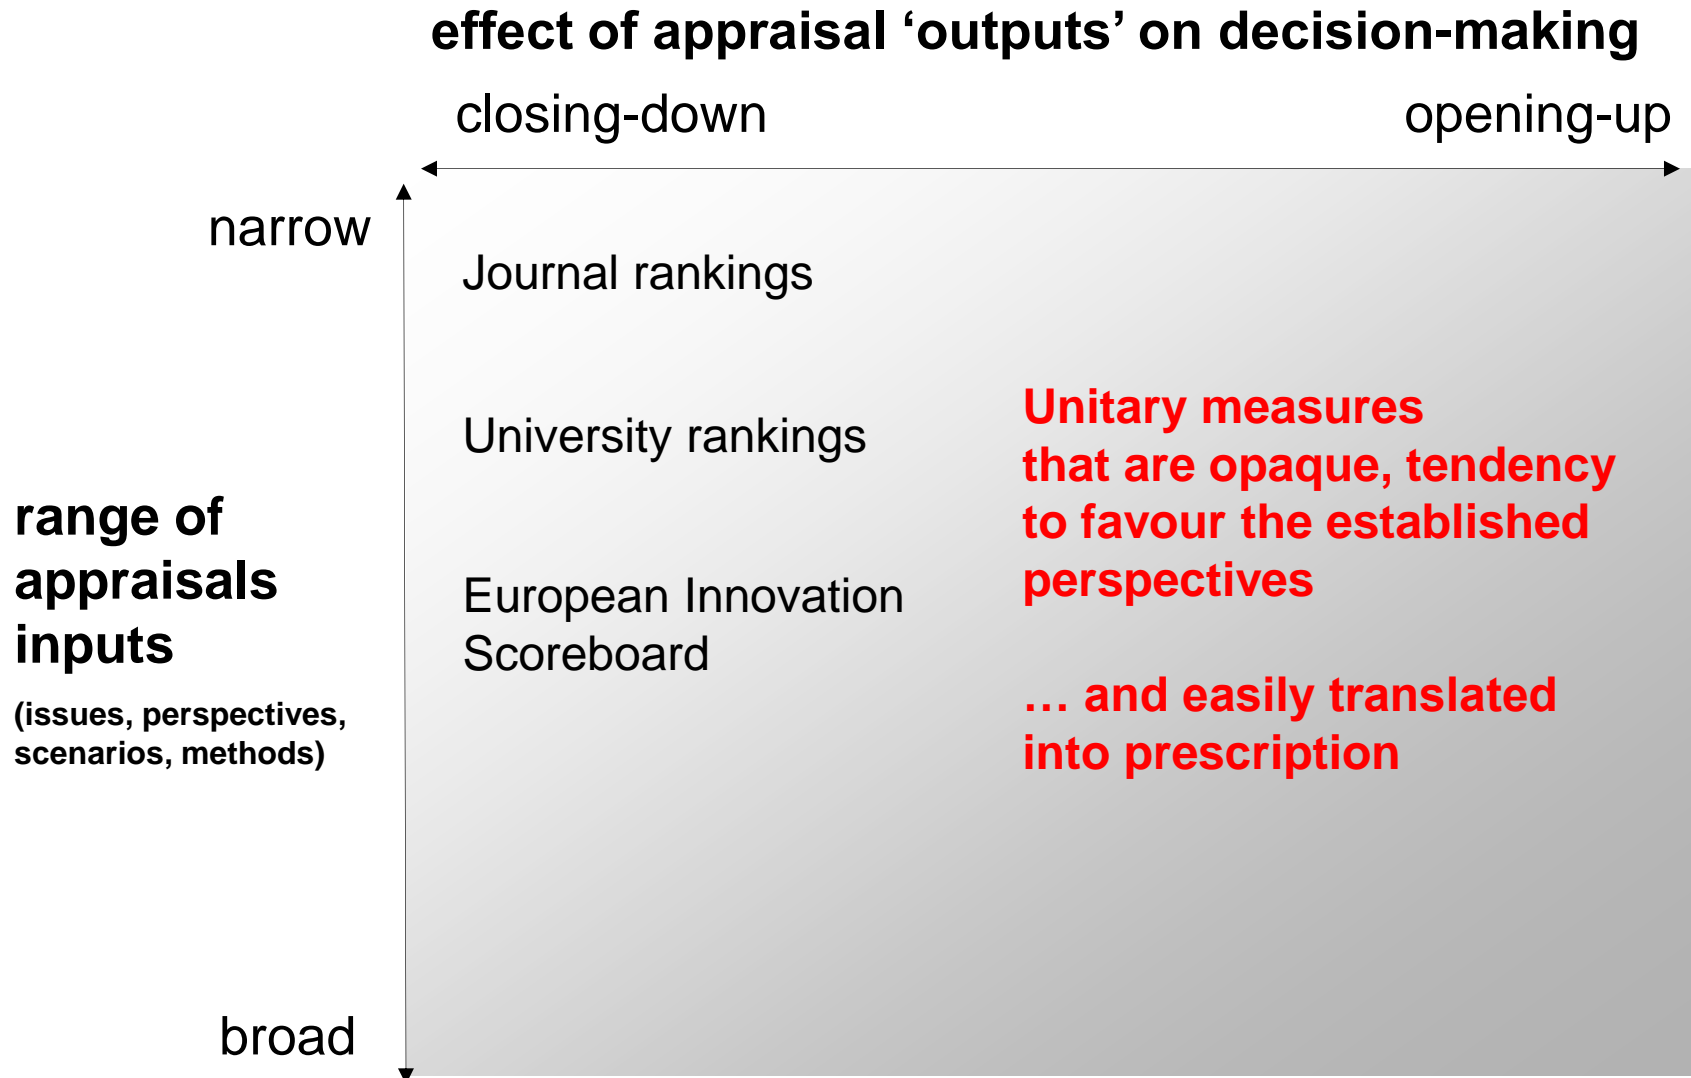 effect of appraisal ‘outputs’ on decision-making
closing-down
opening-up
narrow
Journal rankings
University rankings
European Innovation
Scoreboard
Unitary measures
that are opaque, tendency
to favour the established
perspectives
… and easily translated
into prescription
range of
appraisals
inputs
(issues, perspectives,
scenarios, methods)
broad